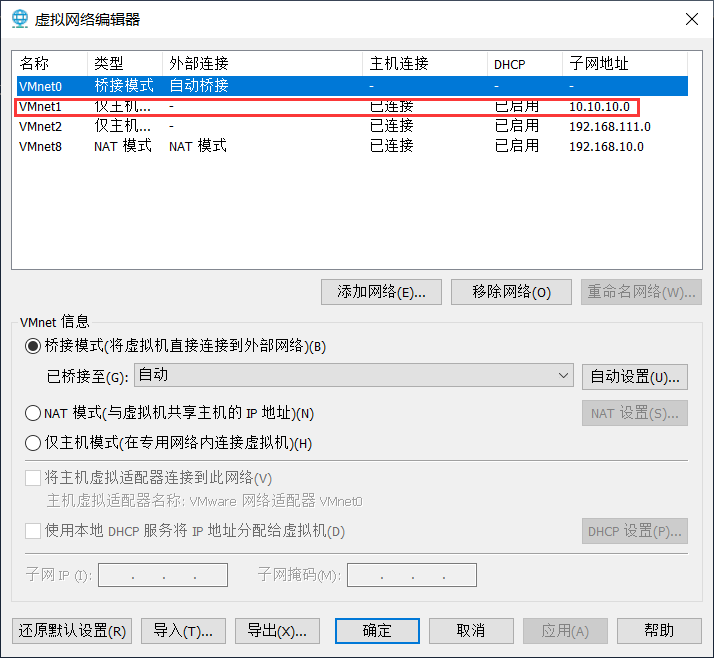 虚拟网络编辑器
名称 类型 外部连接 主机连接 DHCP 子网地址
VMnet0 桥接模式 自动桥接 - - -
VMnet1 仅主机... - 已连接 已启用 10.10.10.0
VMnet2 仅主机... - 已连接 已启用 192.168.111.0
VMnet8 NAT 模式 NAT 模式 已连接 已启用 192.168.10.0
添加网络(E)... 移除网络(O) 重命名网络(W)...
VMnet 信息
桥接模式(将虚拟机直接连接到外部网络)(B)
已桥接至(G): 自动 自动设置(U)...
NAT 模式(与虚拟机共享主机的 IP 地址)(N) NAT 设置(S)...
仅主机模式(在专用网络内连接虚拟机)(H)
将主机虚拟适配器连接到此网络(V)
主机虚拟适配器名称: VMware 网络适配器 VMnet0
使用本地 DHCP 服务将 IP 地址分配给虚拟机(D) DHCP 设置(P)...
子网 IP (I): . . . 子网掩码(M): . . .
还原默认设置(R) 导入(T)... 导出(X)... 确定 取消 应用(A) 帮助